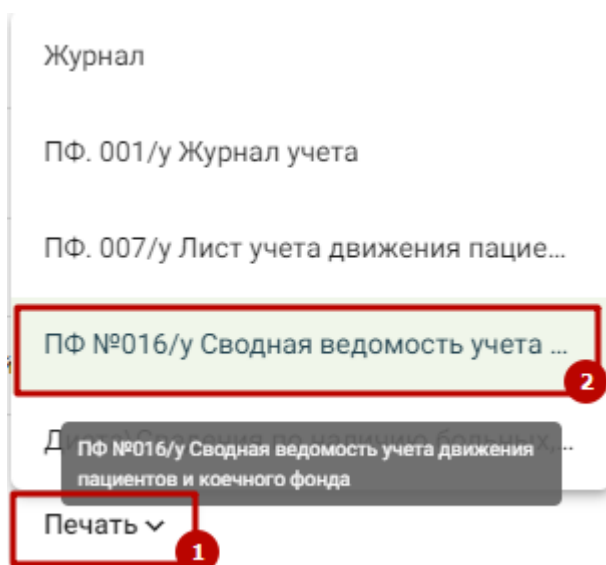 Журнал
ПФ. 001/у Журнал учета
ПФ. 007/у Лист учета движения пацие...
ПФ №016/у Сводная ведомость учета ...
2
ПФ №016/у Сводная ведомость учета движения
пациентов и коечного фонда
Печать
1